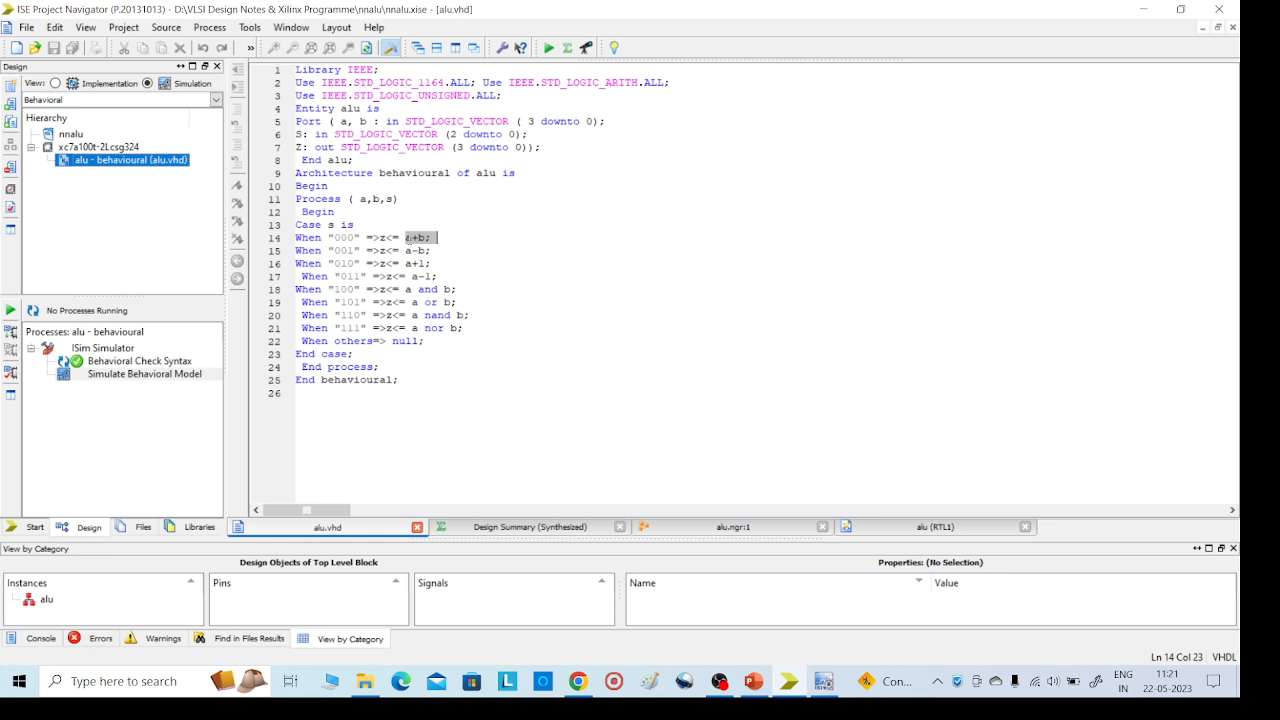 ISE Project Navigator (P.20131013) - D:\VLSI Design Notes & Xilinx Programme\nnalu\nnalu.xise - [alu.vhd]
File Edit View Project Source Process Tools Window Layout Help
Design
View: Implementation Simulation
Behavioral
Hierarchy
nnalu
xc7a100t-2Lcsg324
alu - behavioural (alu.vhd)
No Processes Running
Processes: alu - behavioural
ISim Simulator
Behavioral Check Syntax
Simulate Behavioral Model
1 Library IEEE;
2 Use IEEE.STD_LOGIC_1164.ALL; Use IEEE.STD_LOGIC_ARITH.ALL;
3 Use IEEE.STD_LOGIC_UNSIGNED.ALL;
4 Entity alu is
5 Port ( a, b : in STD_LOGIC_VECTOR ( 3 downto 0);
6 S: in STD_LOGIC_VECTOR (2 downto 0);
7 Z: out STD_LOGIC_VECTOR (3 downto 0));
8 End alu;
9 Architecture behavioural of alu is
10 Begin
11 Process ( a,b,s)
12 Begin
13 Case s is
14 When "000" =>z<= a+b;
15 When "001" =>z<= a-b;
16 When "010" =>z<= a+1;
17 When "011" =>z<= a-1;
18 When "100" =>z<= a and b;
19 When "101" =>z<= a or b;
20 When "110" =>z<= a nand b;
21 When "111" =>z<= a nor b;
22 When others=> null;
23 End case;
24 End process;
25 End behavioural;
26
Start Design Files Libraries
alu.vhd Design Summary (Synthesized) alu.ngr:1 alu (RTL1)
View by Category
Design Objects of Top Level Block Properties: (No Selection)
Instances Pins Signals Name Value
alu
Console Errors Warnings Find in Files Results View by Category
Ln 14 Col 23 VHDL
Type here to search
Con...
ENG
IN
11:21
22-05-2023